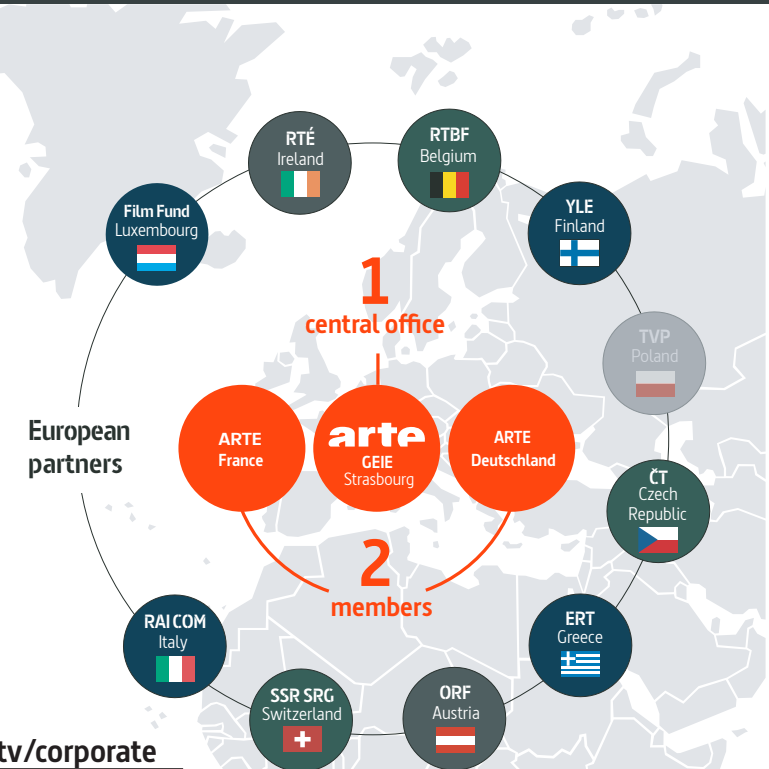 RTÉ
Ireland
RTBF
Belgium
Film Fund
Luxembourg
YLE
Finland
1
central office
TVP
Poland
European
partners
ARTE
France
arte
GEIE
Strasbourg
ARTE
Deutschland
ČT
Czech
Republic
2
members
RAI COM
Italy
ERT
Greece
SSR SRG
Switzerland
ORF
Austria
tv/corporate